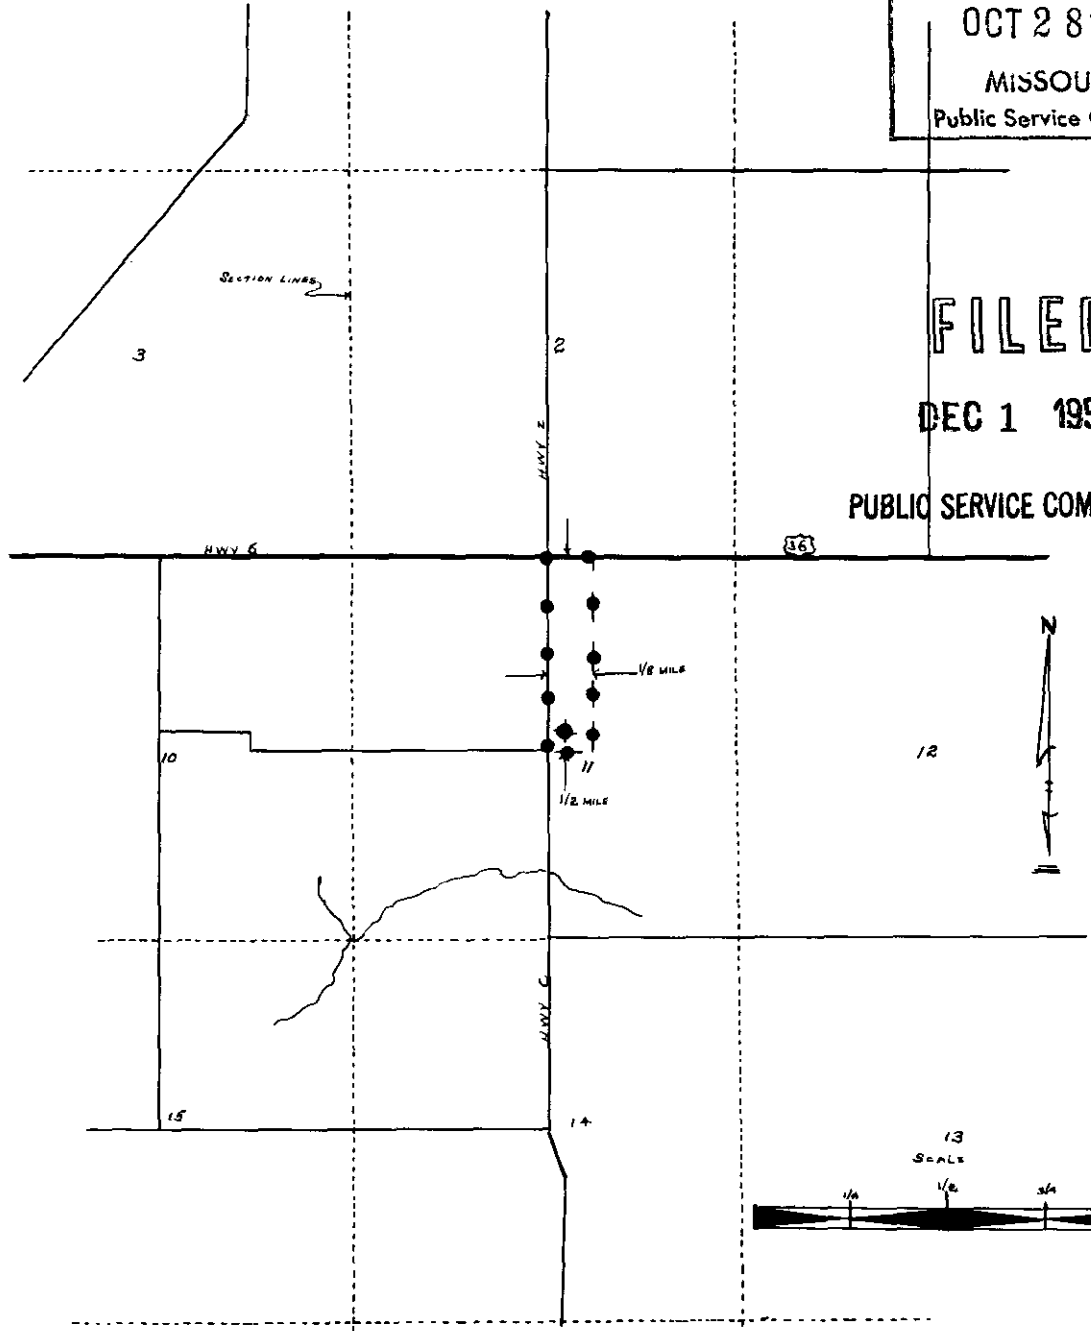 OCT 28
MISSOU
Public Service
SECTION LINES
3
2
FILE
DEC 1 195
HWY Z
PUBLIC SERVICE COM
HWY 6
36
N
1/8 MILE
10
11
12
1/2 MILE
HWY C
15
14
13
SCALE
1/4
1/2
3/4